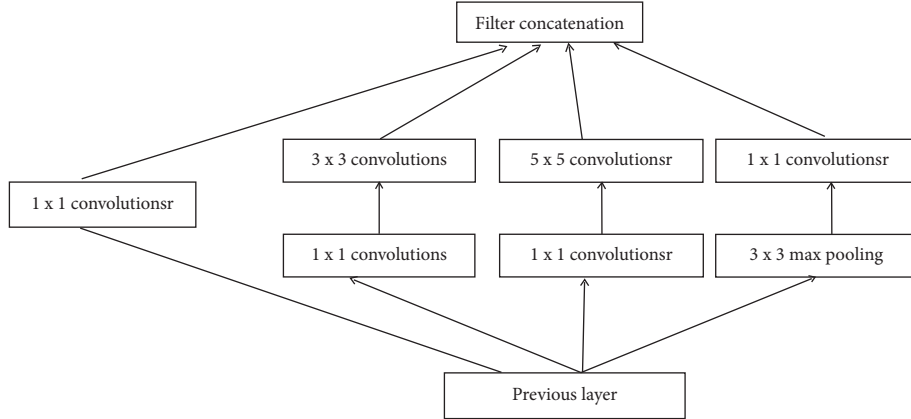 Filter concatenation
3 x 3 convolutions
5 x 5 convolutionsr
1 x 1 convolutionsr
1 x 1 convolutionsr
1 x 1 convolutions
1 x 1 convolutionsr
3 x 3 max pooling
Previous layer